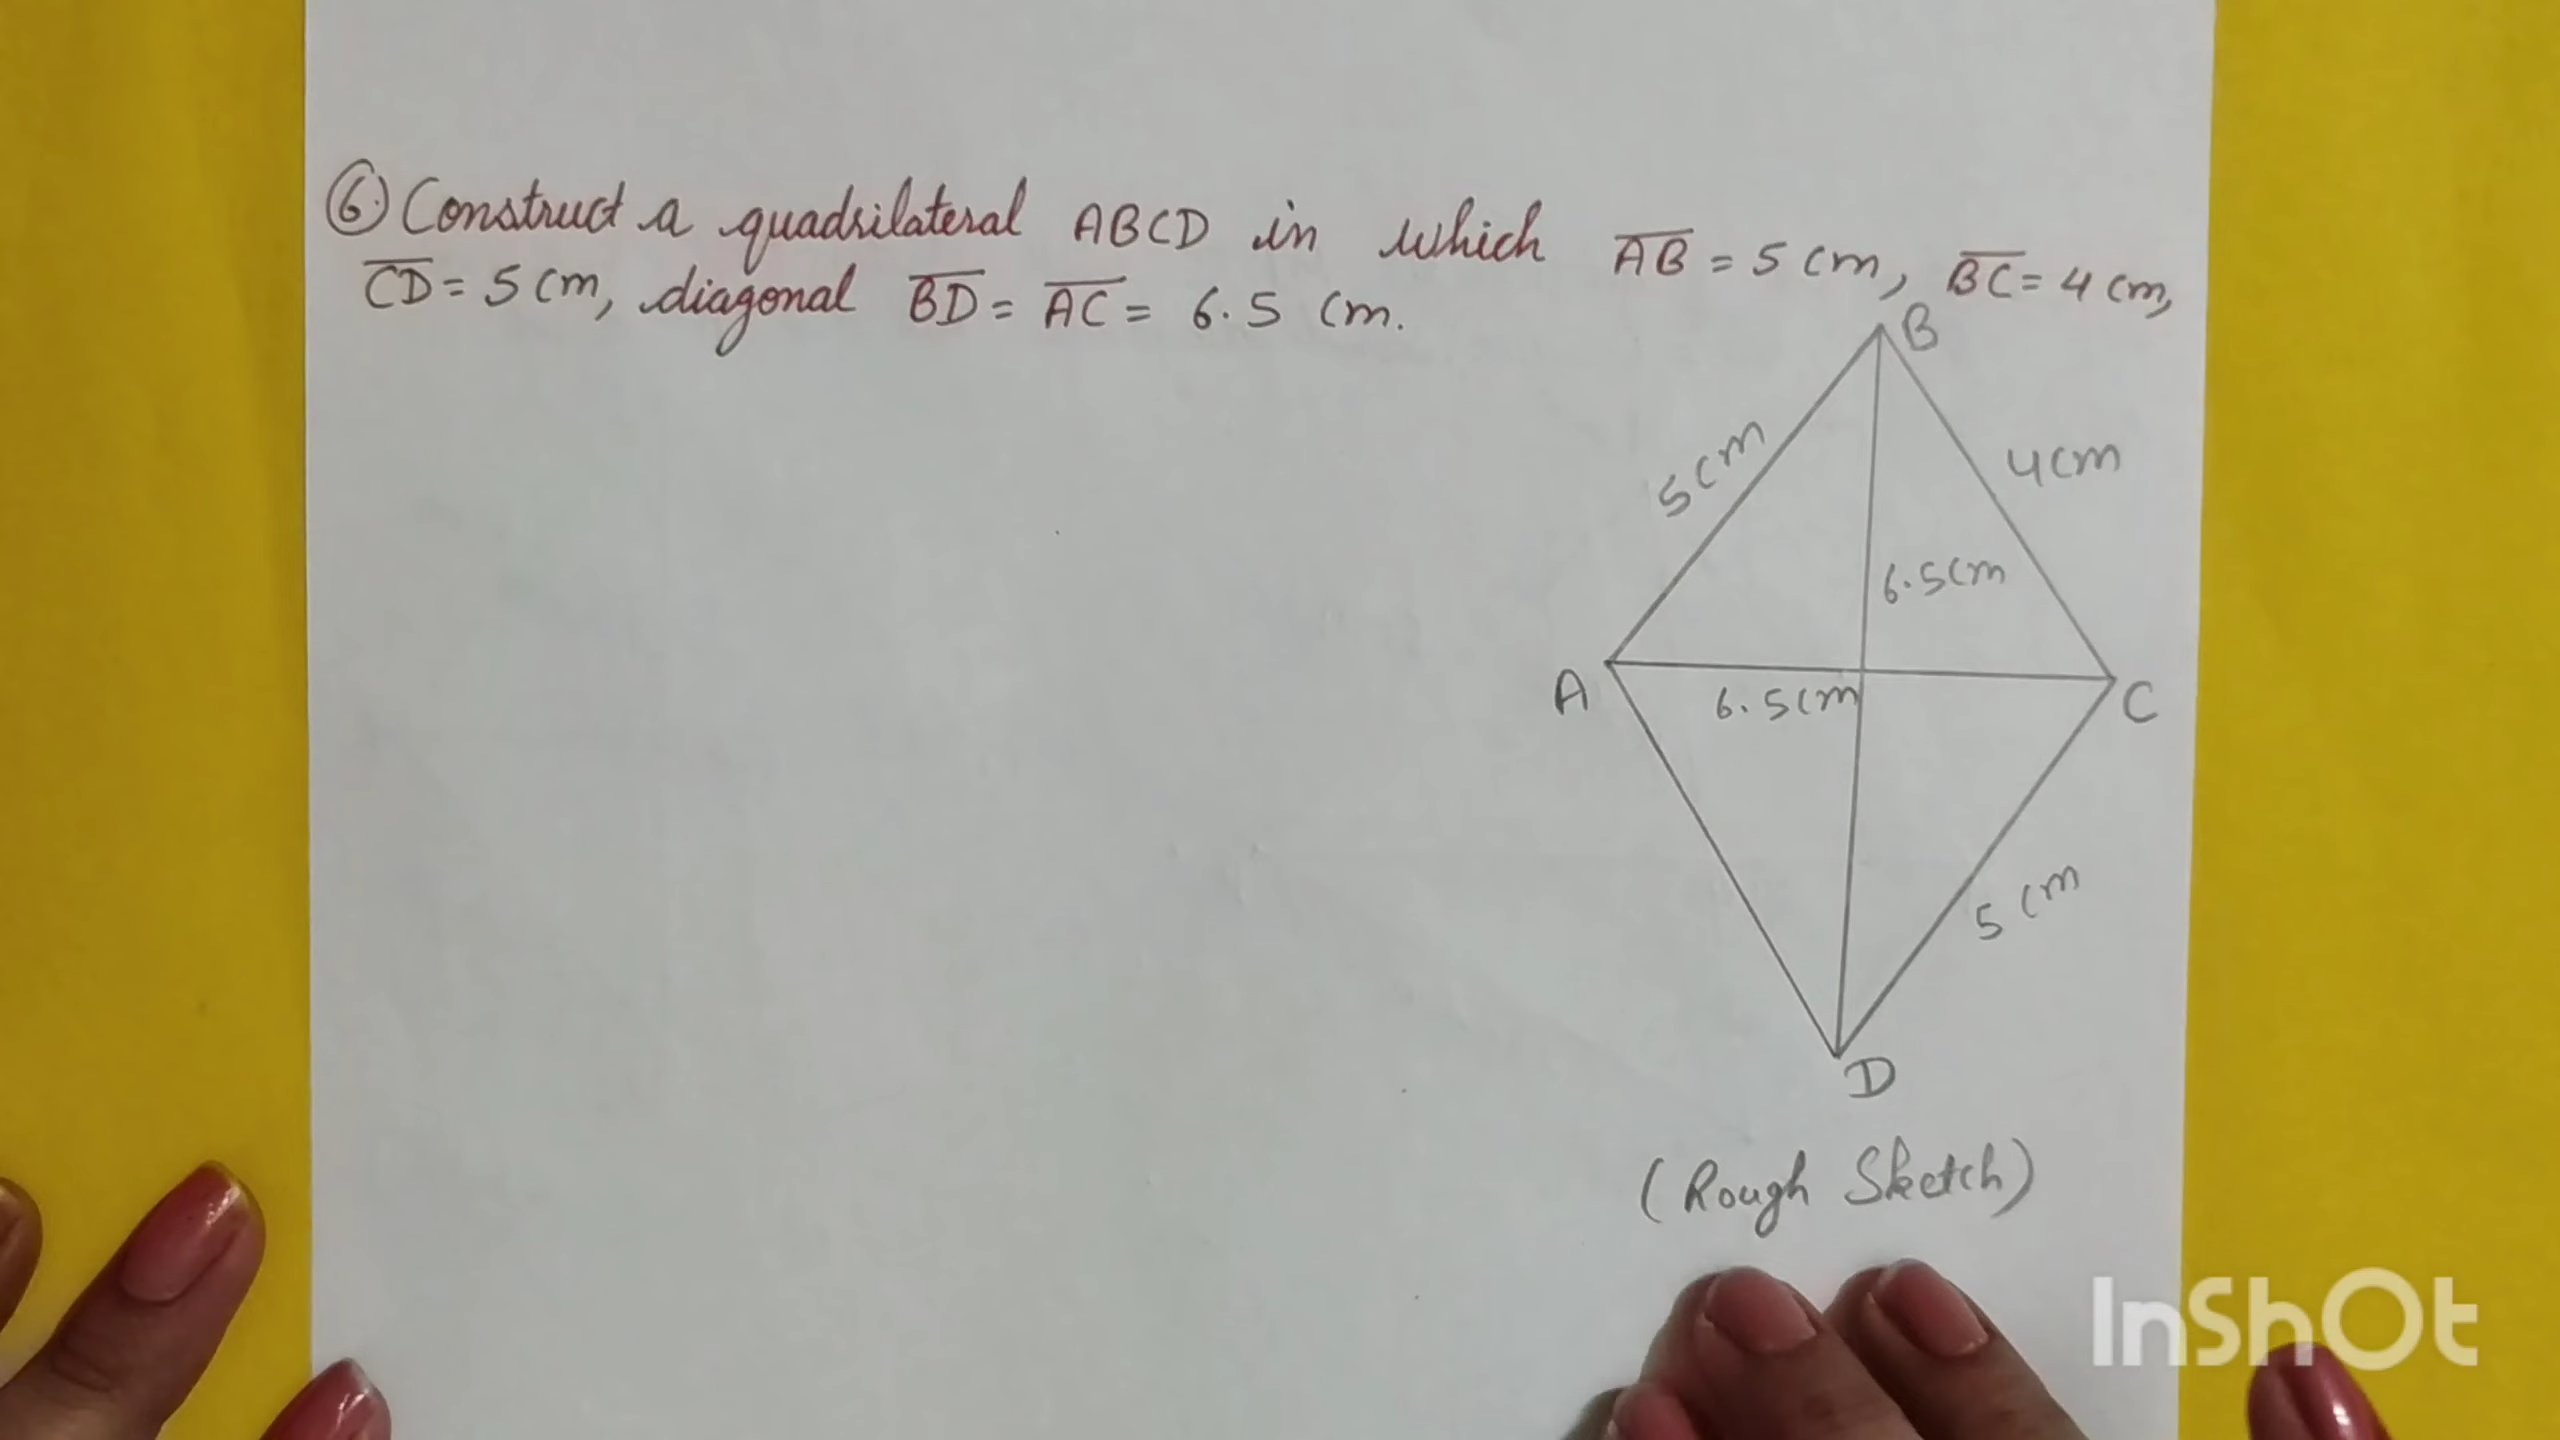 6. Construct a quadrilateral ABCD in which AB = 5 cm, BC = 4 cm,
CD = 5 cm, diagonal BD = AC = 6.5 cm.
B
5cm
4cm
6.5cm
A
6.5cm
C
5 cm
D
(Rough Sketch)
InShOt